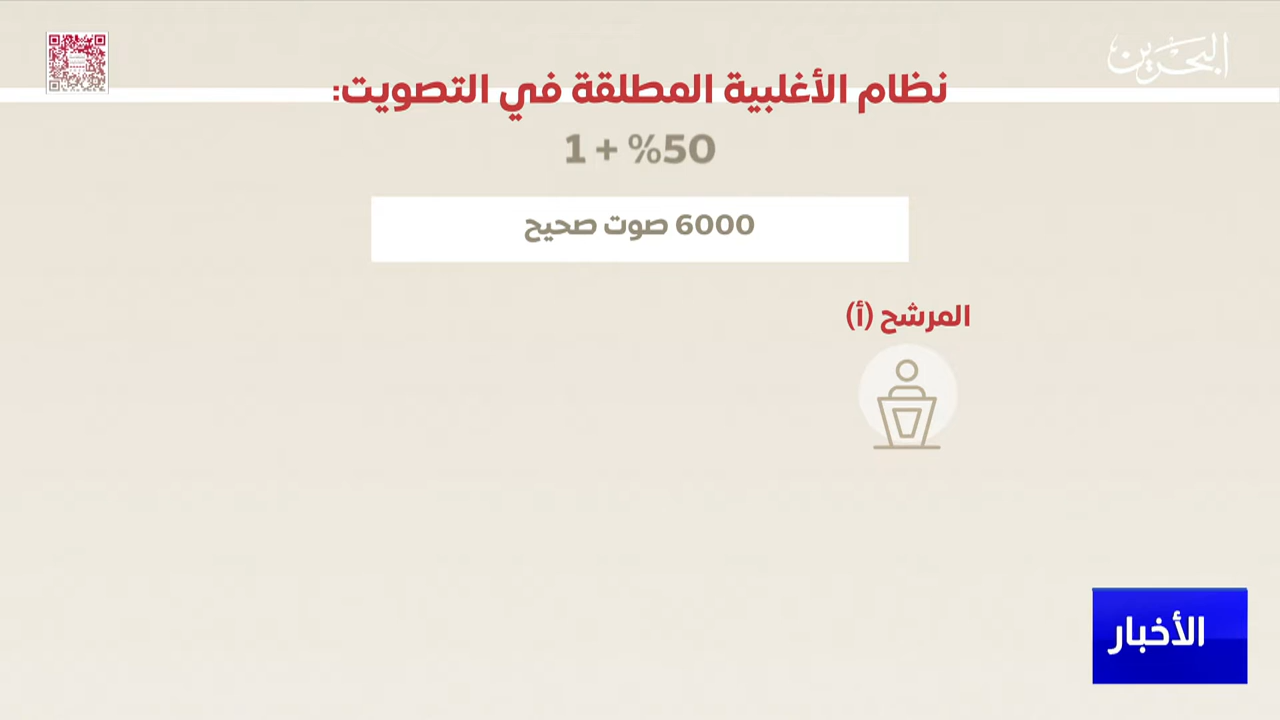 البحرين
نظام الأغلبية المطلقة في التصويت:
50% + 1
6000 صوت صحيح
المرشح (أ)
الأخبار